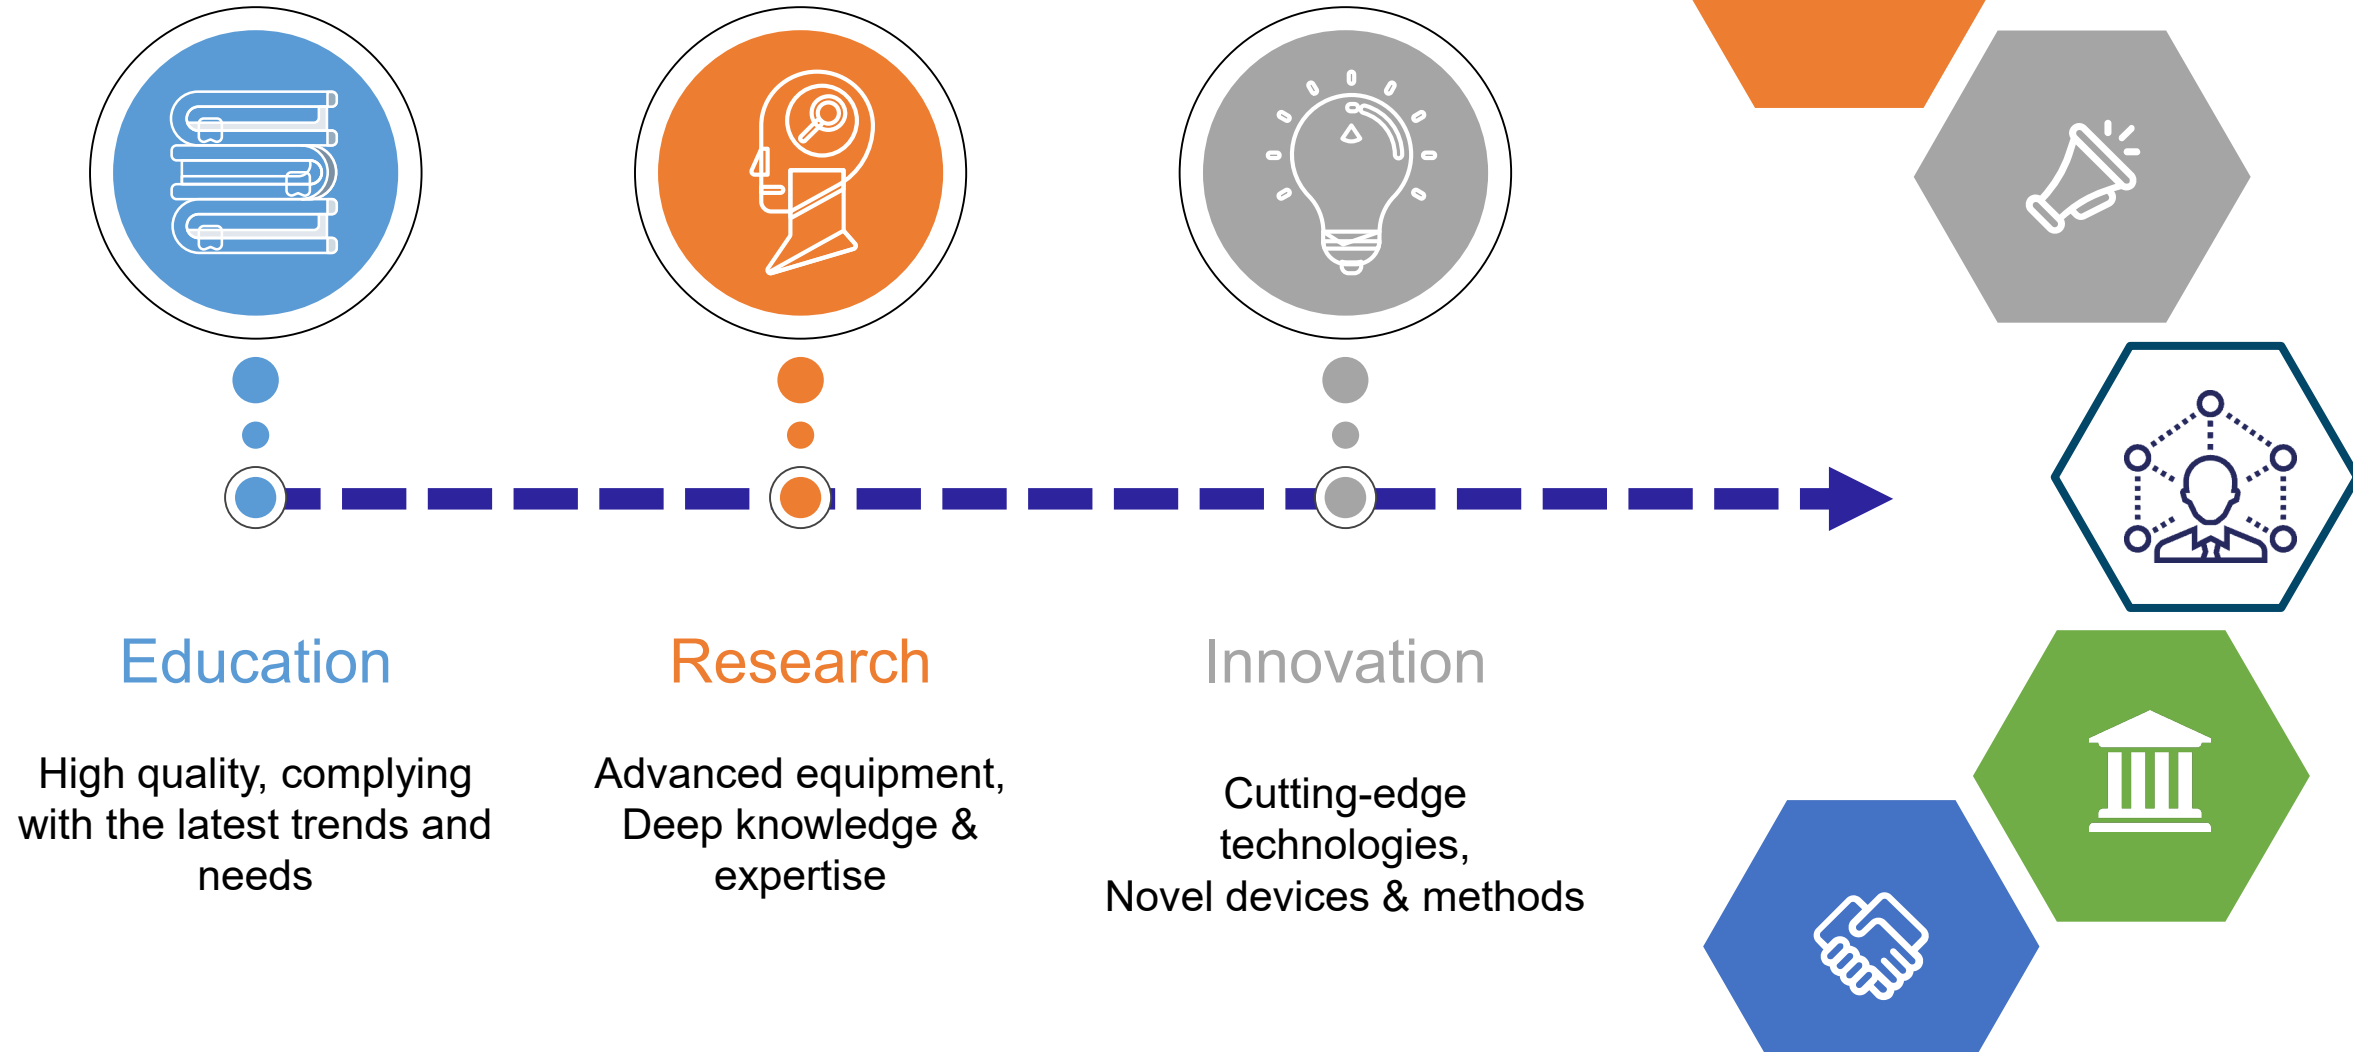 Education
High quality, complying
with the latest trends and
needs
Research
Advanced equipment,
Deep knowledge &
expertise
Innovation
Cutting-edge
technologies,
Novel devices & methods